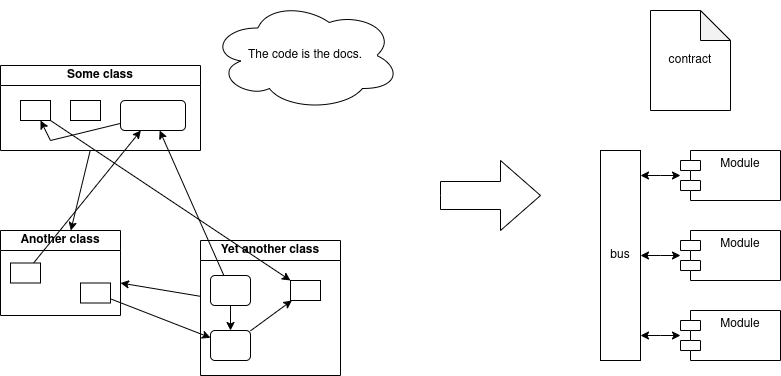 The code is the docs.
contract
Some class
Another class
Yet another class
bus
Module
Module
Module